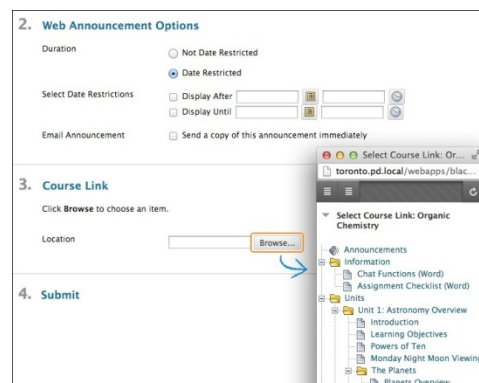 2. Web Announcement Options
Duration
Not Date Restricted
Date Restricted
Select Date Restrictions
Display After
Display Until
Email Announcement
Send a copy of this announcement immediately
3. Course Link
Click Browse to choose an item.
Location
Browse...
4. Submit
Select Course Link: Or...
toronto.pd.local/webapps/blac...
Select Course Link: Organic
Chemistry
Announcements
Information
Chat Functions (Word)
Assignment Checklist (Word)
Units
Unit 1: Astronomy Overview
Introduction
Learning Objectives
Powers of Ten
Monday Night Moon Viewing
The Planets
Planets Overview